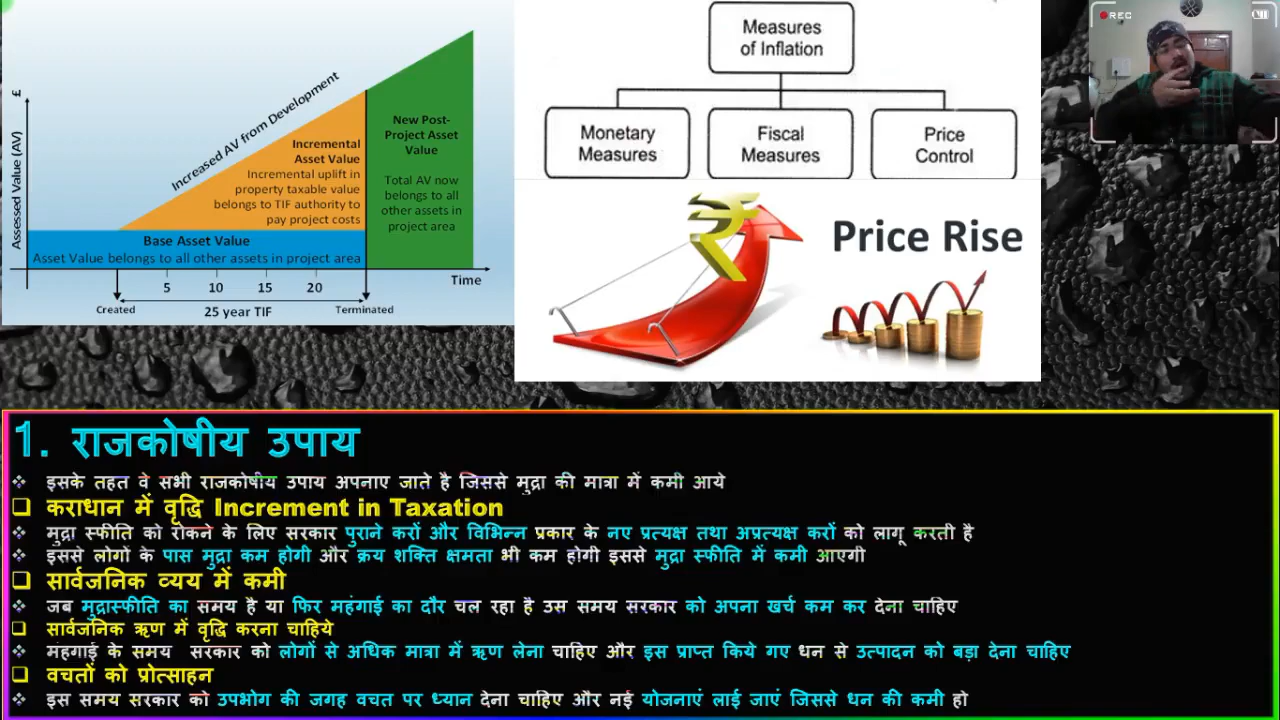 £
Assessed Value (AV)
Increased AV from Development
Incremental
Asset Value
Incremental uplift in
property taxable value
belongs to TIF authority to
pay project costs
New Post-
Project Asset
Value
Total AV now
belongs to all
other assets in
project area
Base Asset Value
Asset Value belongs to all other assets in project area
5 10 15 20
Time
Created
25 year TIF
Terminated
Measures
of Inflation
Monetary
Measures
Fiscal
Measures
Price
Control
₹
Price Rise
REC
1. राजकोषीय उपाय
इसके तहत वे सभी राजकोषीय उपाय अपनाए जाते है जिससे मुद्रा की मात्रा में कमी आये
कराधान में वृद्धि Increment in Taxation
मुद्रा स्फीति को रोकने के लिए सरकार पुराने करों और विभिन्न प्रकार के नए प्रत्यक्ष तथा अप्रत्यक्ष करों को लागू करती है
इससे लोगों के पास मुद्रा कम होगी और क्रय शक्ति क्षमता भी कम होगी इससे मुद्रा स्फीति में कमी आएगी
सार्वजनिक व्यय में कमी
जब मुद्रास्फीति का समय है या फिर महंगाई का दौर चल रहा है उस समय सरकार को अपना खर्च कम कर देना चाहिए
सार्वजनिक ऋण में वृद्धि करना चाहिये
मंहगाई के समय सरकार को लोगों से अधिक मात्रा में ऋण लेना चाहिए और इस प्राप्त किये गए धन से उत्पादन को बड़ा देना चाहिए
वचतों को प्रोत्साहन
इस समय सरकार को उपभोग की जगह वचत पर ध्यान देना चाहिए और नई योजनाएं लाई जाएं जिससे धन की कमी हो